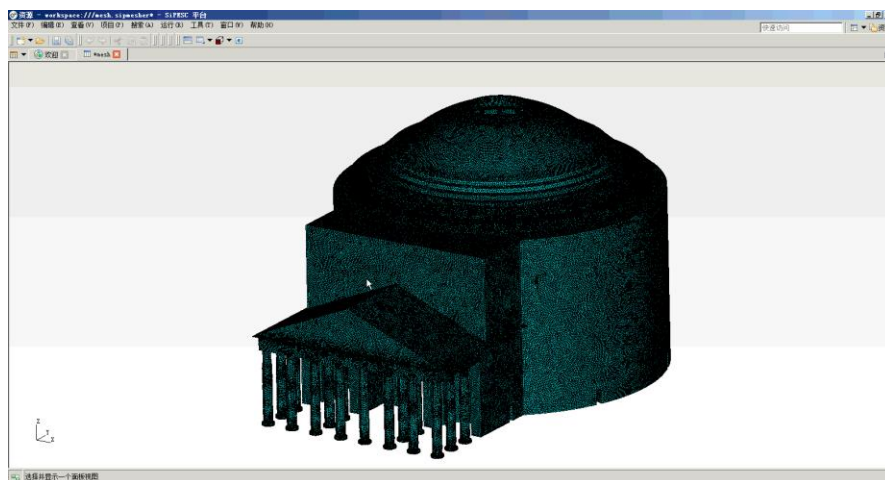 资源 - workspace:///mesh.sipmesher* - SiPMSC 平台
文件(F) 编辑(E) 查看(V) 项目(P) 搜索(A) 运行(R) 工具(T) 窗口(W) 帮助(H)
快速访问
欢迎 *mesh
Z
Y
X
选择并显示一个面板视图